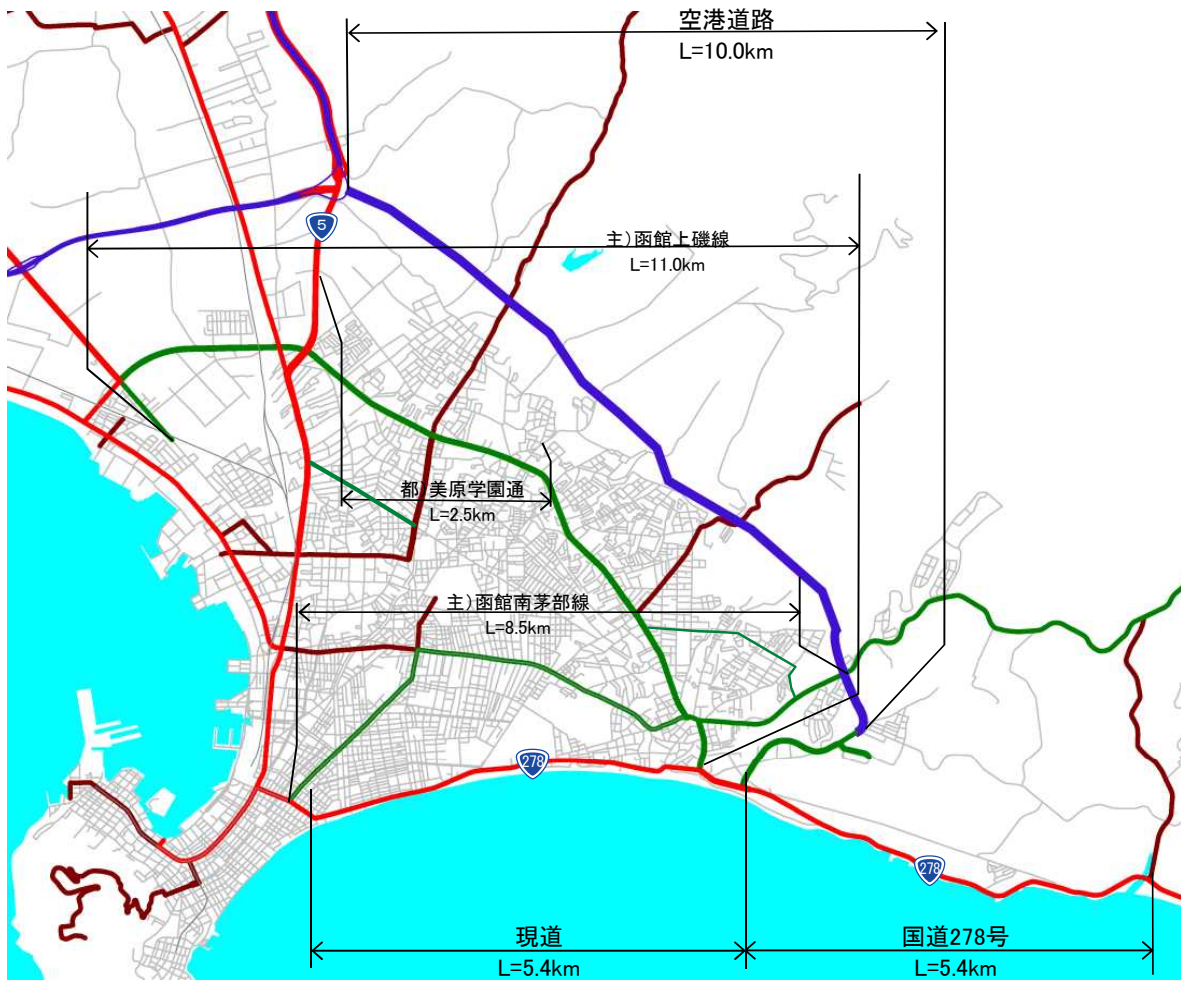 空港道路
L=10.0km
5
主)函館上磯線
L=11.0km
都)美原学園通
L=2.5km
主)函館南茅部線
L=8.5km
278
278
現道
L=5.4km
国道278号
L=5.4km